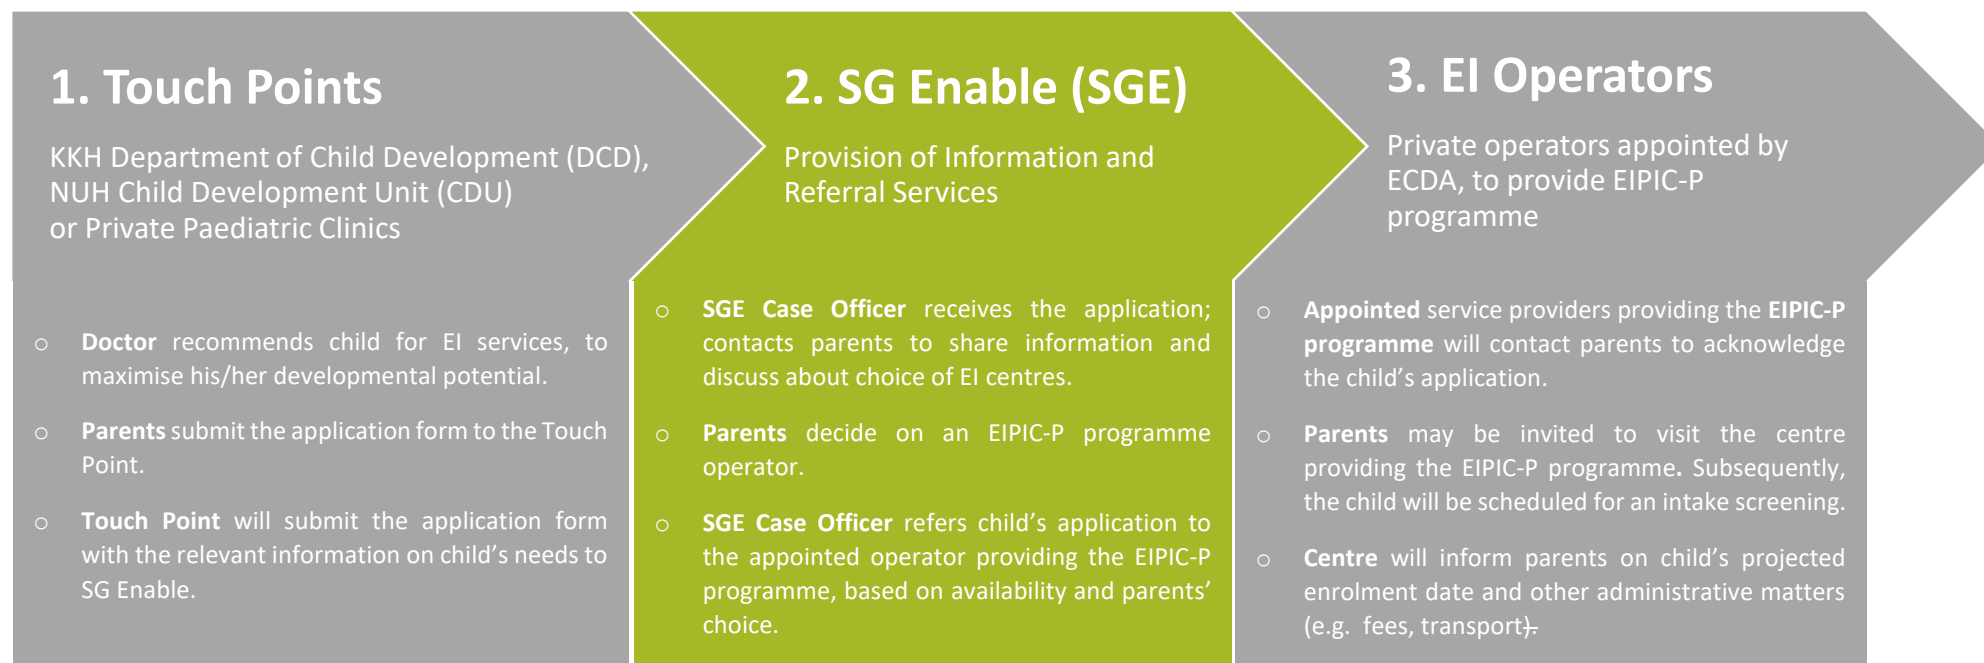 1. Touch Points
KKH Department of Child Development (DCD),
NUH Child Development Unit (CDU)
or Private Paediatric Clinics
o Doctor recommends child for EI services, to
maximise his/her developmental potential.
o Parents submit the application form to the Touch
Point.
o Touch Point will submit the application form
with the relevant information on child’s needs to
SG Enable.
2. SG Enable (SGE)
Provision of Information and
Referral Services
o SGE Case Officer receives the application;
contacts parents to share information and
discuss about choice of EI centres.
o Parents decide on an EIPIC-P programme
operator.
o SGE Case Officer refers child’s application to
the appointed operator providing the EIPIC-P
programme, based on availability and parents’
choice.
3. EI Operators
Private operators appointed by
ECDA, to provide EIPIC-P
programme
o Appointed service providers providing the EIPIC-P
programme will contact parents to acknowledge
the child’s application.
o Parents may be invited to visit the centre
providing the EIPIC-P programme. Subsequently,
the child will be scheduled for an intake screening.
o Centre will inform parents on child’s projected
enrolment date and other administrative matters
(e.g. fees, transport).